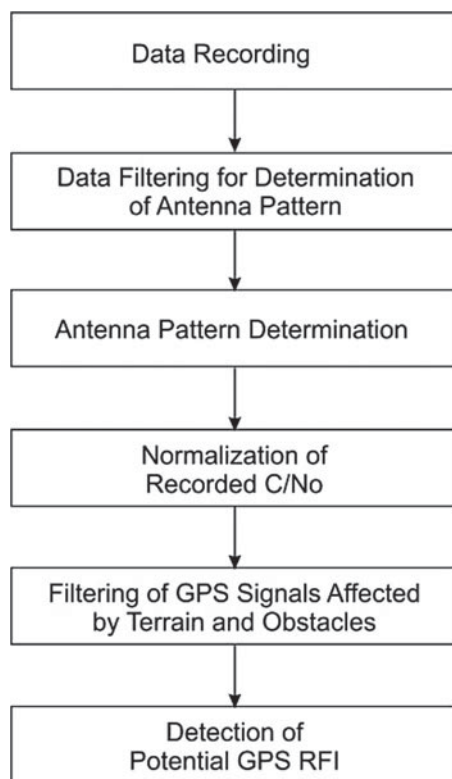 Data Recording
Data Filtering for Determination
of Antenna Pattern
Antenna Pattern Determination
Normalization of
Recorded C/No
Filtering of GPS Signals Affected
by Terrain and Obstacles
Detection of
Potential GPS RFI